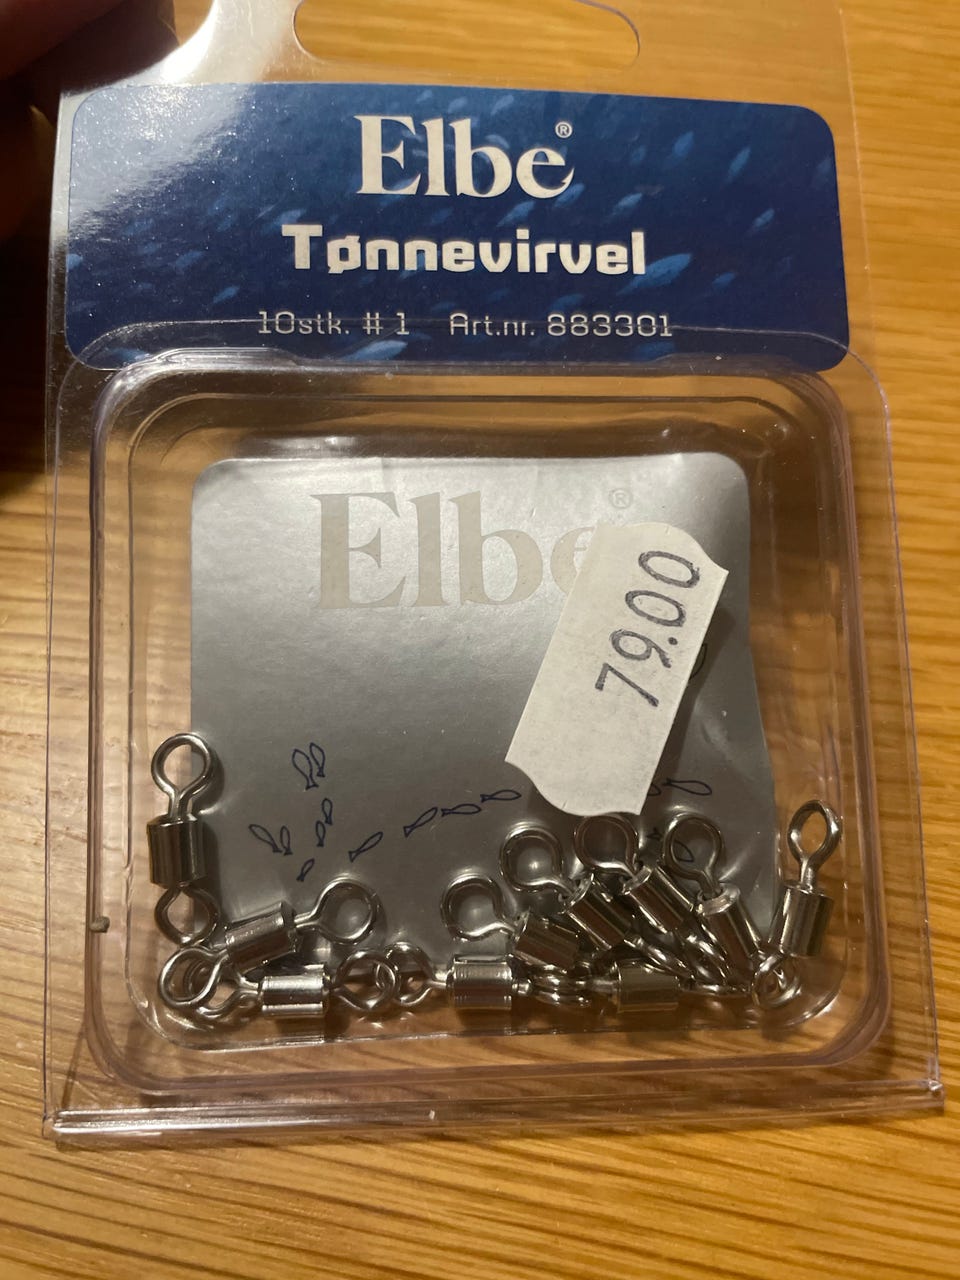 Elbe®
Tønnevirvel
10stk. # 1 Art.nr. 883301
Elbe®
79.00